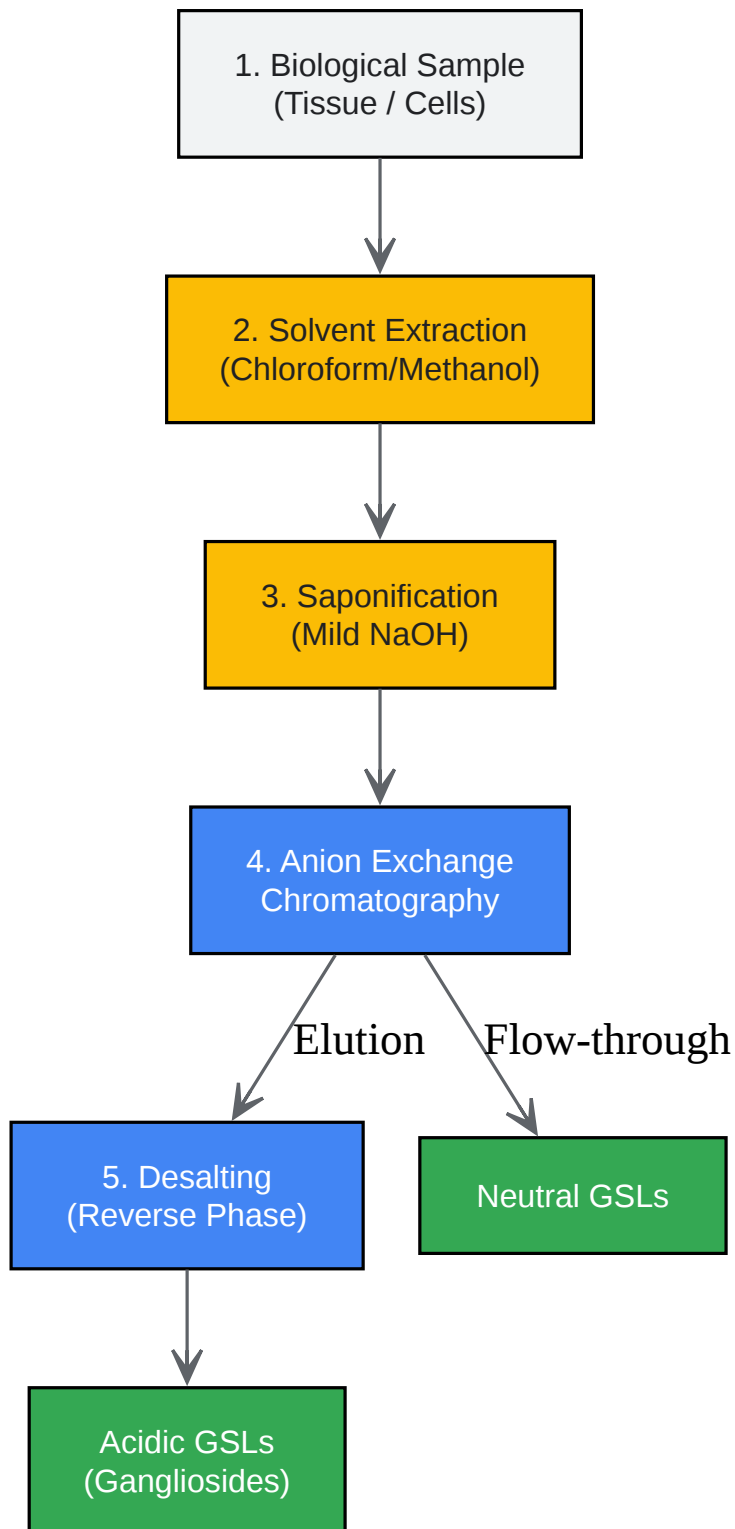 1. Biological Sample
(Tissue / Cells)
2. Solvent Extraction
(Chloroform/Methanol)
3. Saponification
(Mild NaOH)
4. Anion Exchange
Chromatography
Elution
Flow-through
5. Desalting
(Reverse Phase)
Neutral GSLs
Acidic GSLs
(Gangliosides)